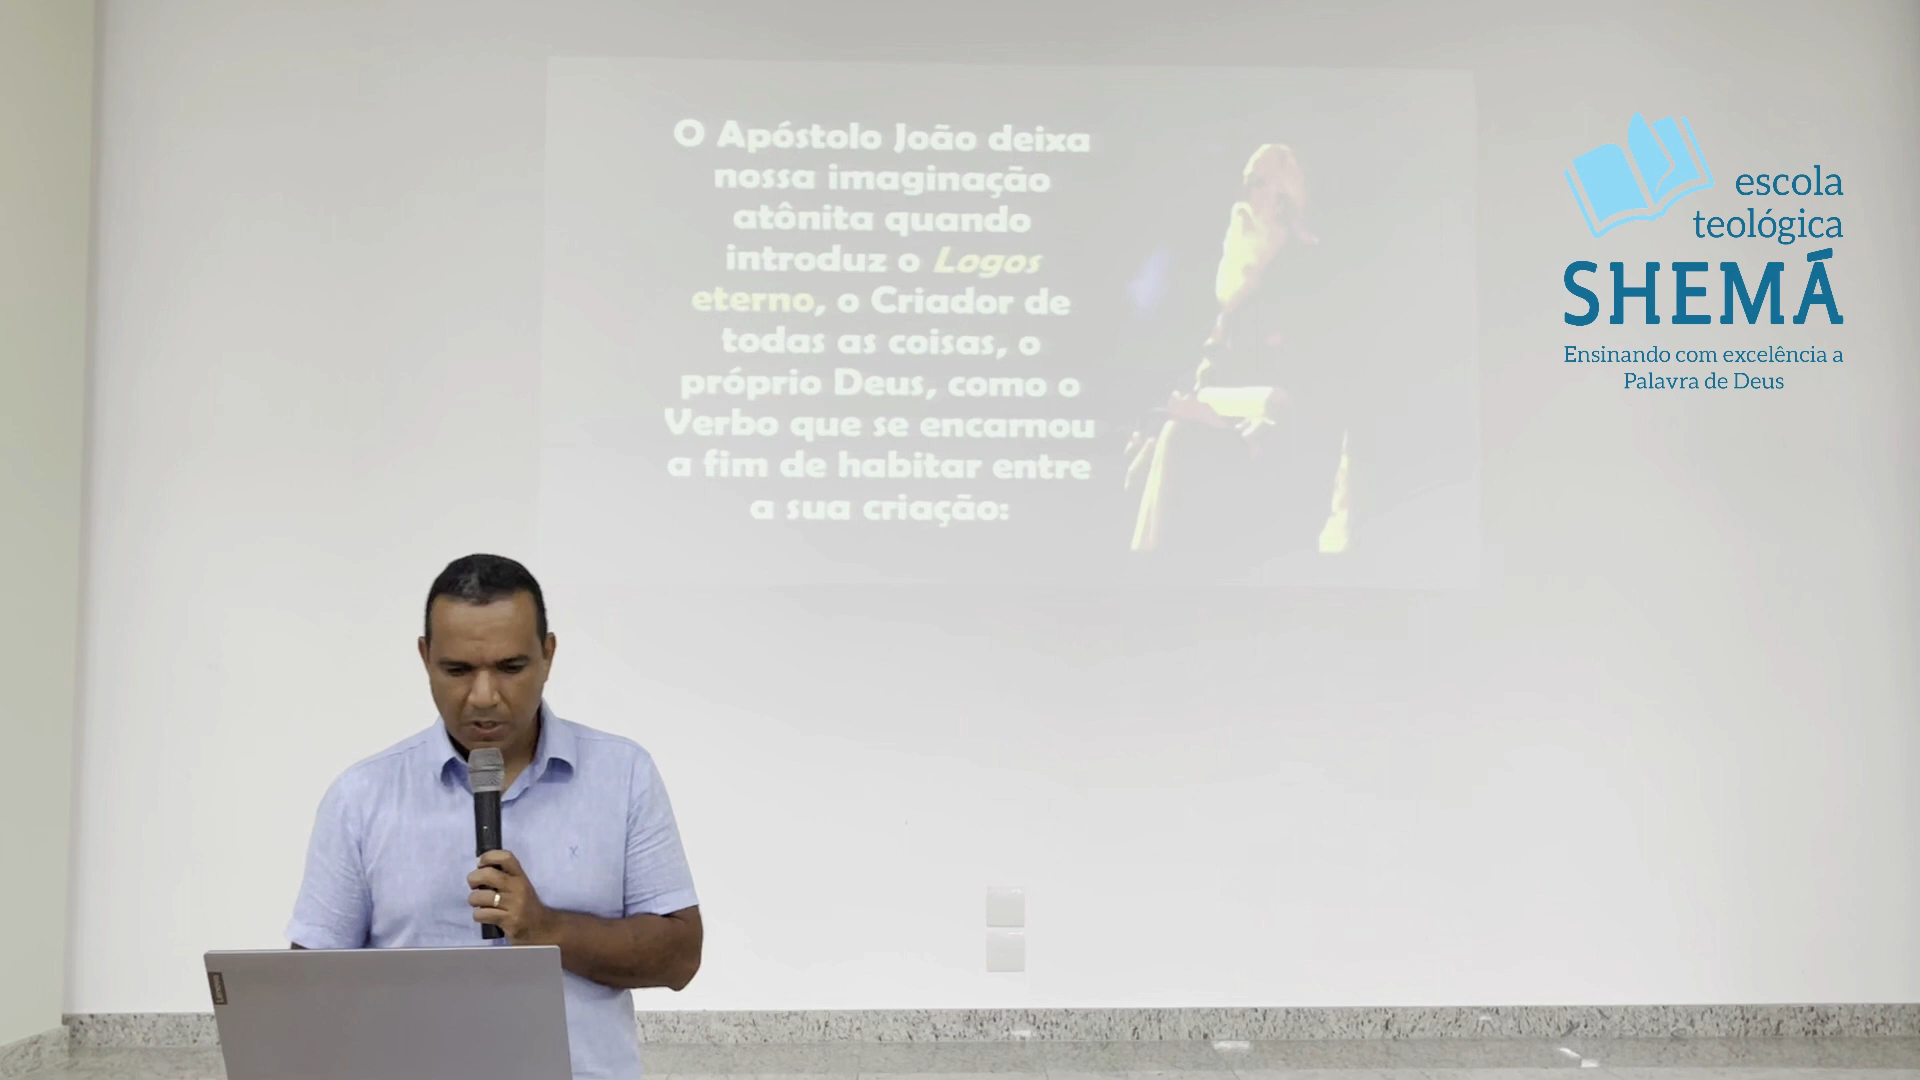 O Apóstolo João deixa
nossa imaginação
atônita quando
introduz o Logos
eterno, o Criador de
todas as coisas, o
próprio Deus, como o
Verbo que se encarnou
a fim de habitar entre
a sua criação:
escola
teológica
SHEMÁ
Ensinando com excelência a
Palavra de Deus
Lenovo